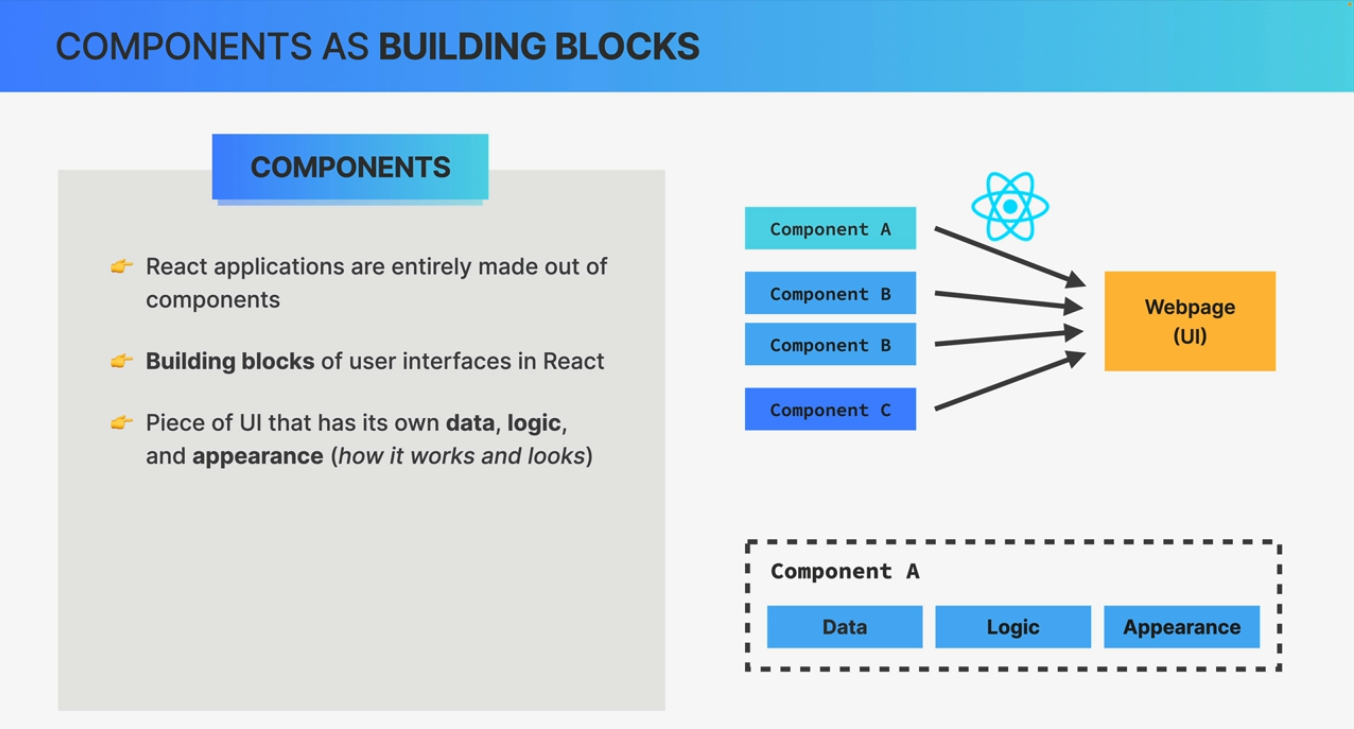 COMPONENTS AS BUILDING BLOCKS
COMPONENTS
👉 React applications are entirely made out of
components
👉 Building blocks of user interfaces in React
👉 Piece of UI that has its own data, logic,
and appearance (how it works and looks)
Component A
Component B
Component B
Component C
Webpage
(UI)
Component A
Data
Logic
Appearance